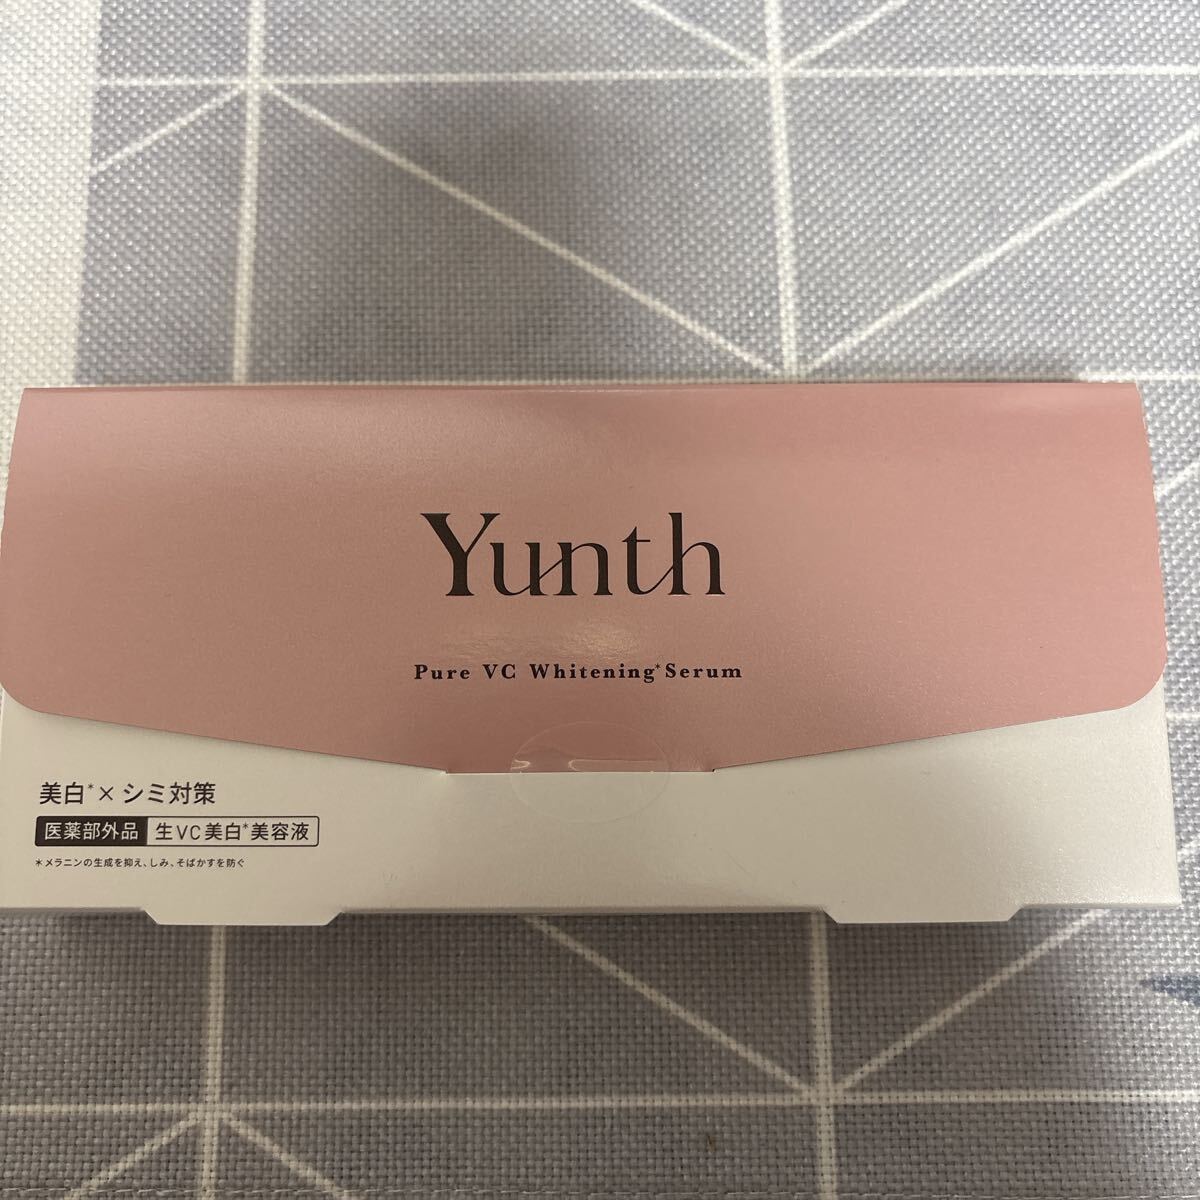 Yunth
Pure VC Whitening*Serum
美白*×シミ対策
医薬部外品 生VC美白*美容液
*メラニンの生成を抑え、しみ、そばかすを防ぐ